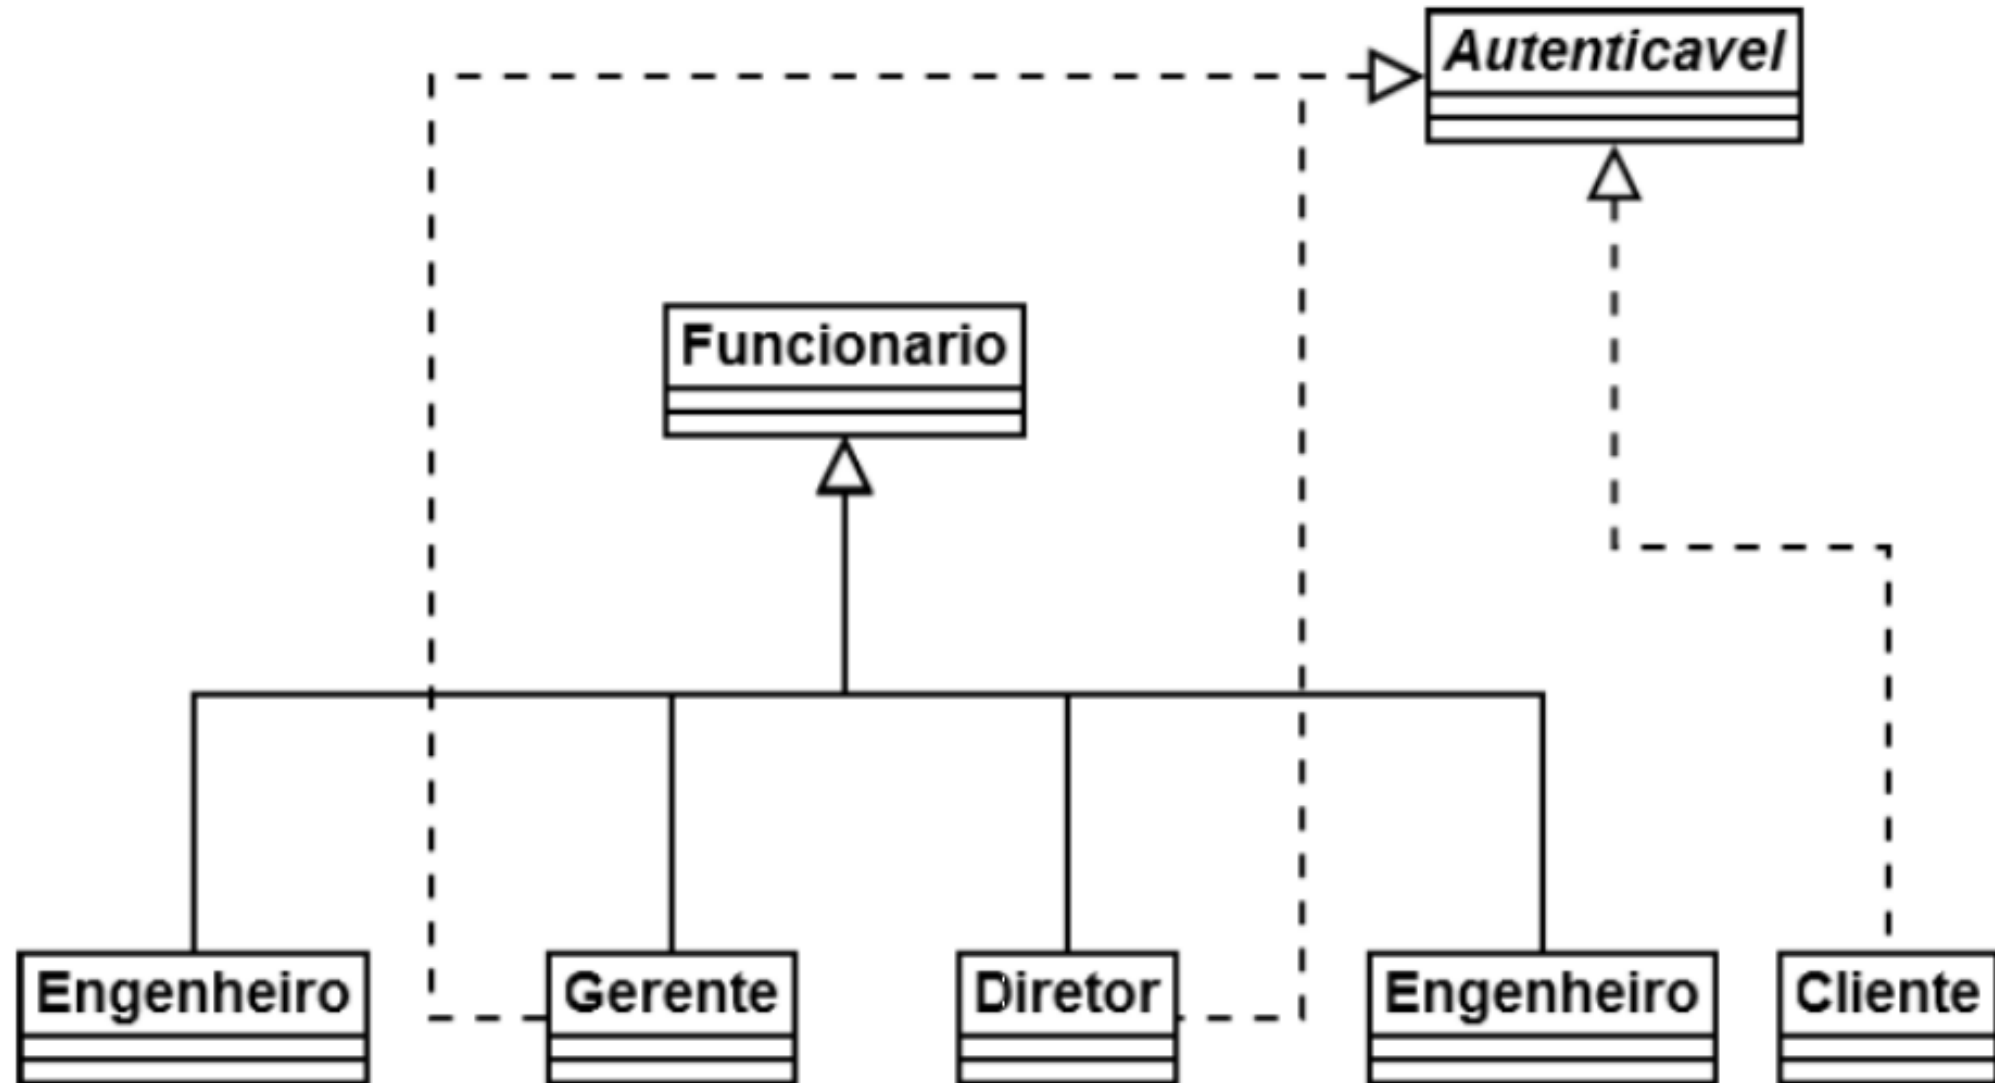 Autenticavel
Funcionario
Engenheiro
Gerente
Diretor
Engenheiro
Cliente